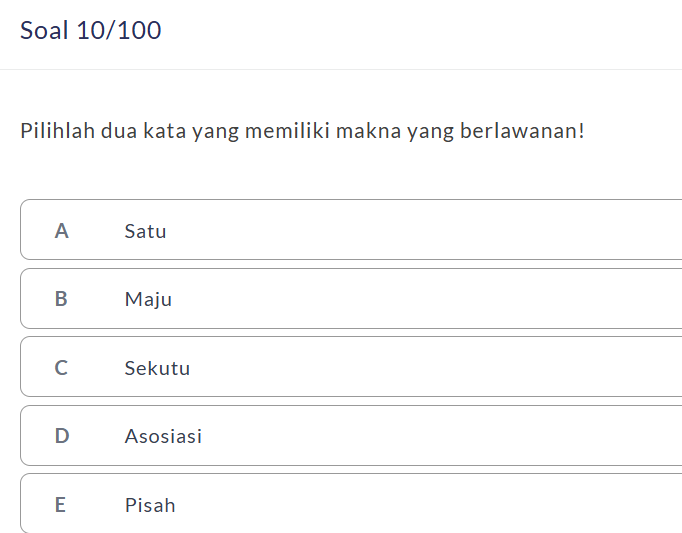 Soal 10/100
Pilihlah dua kata yang memiliki makna yang berlawanan!
A Satu
B Maju
C Sekutu
D Asosiasi
E Pisah